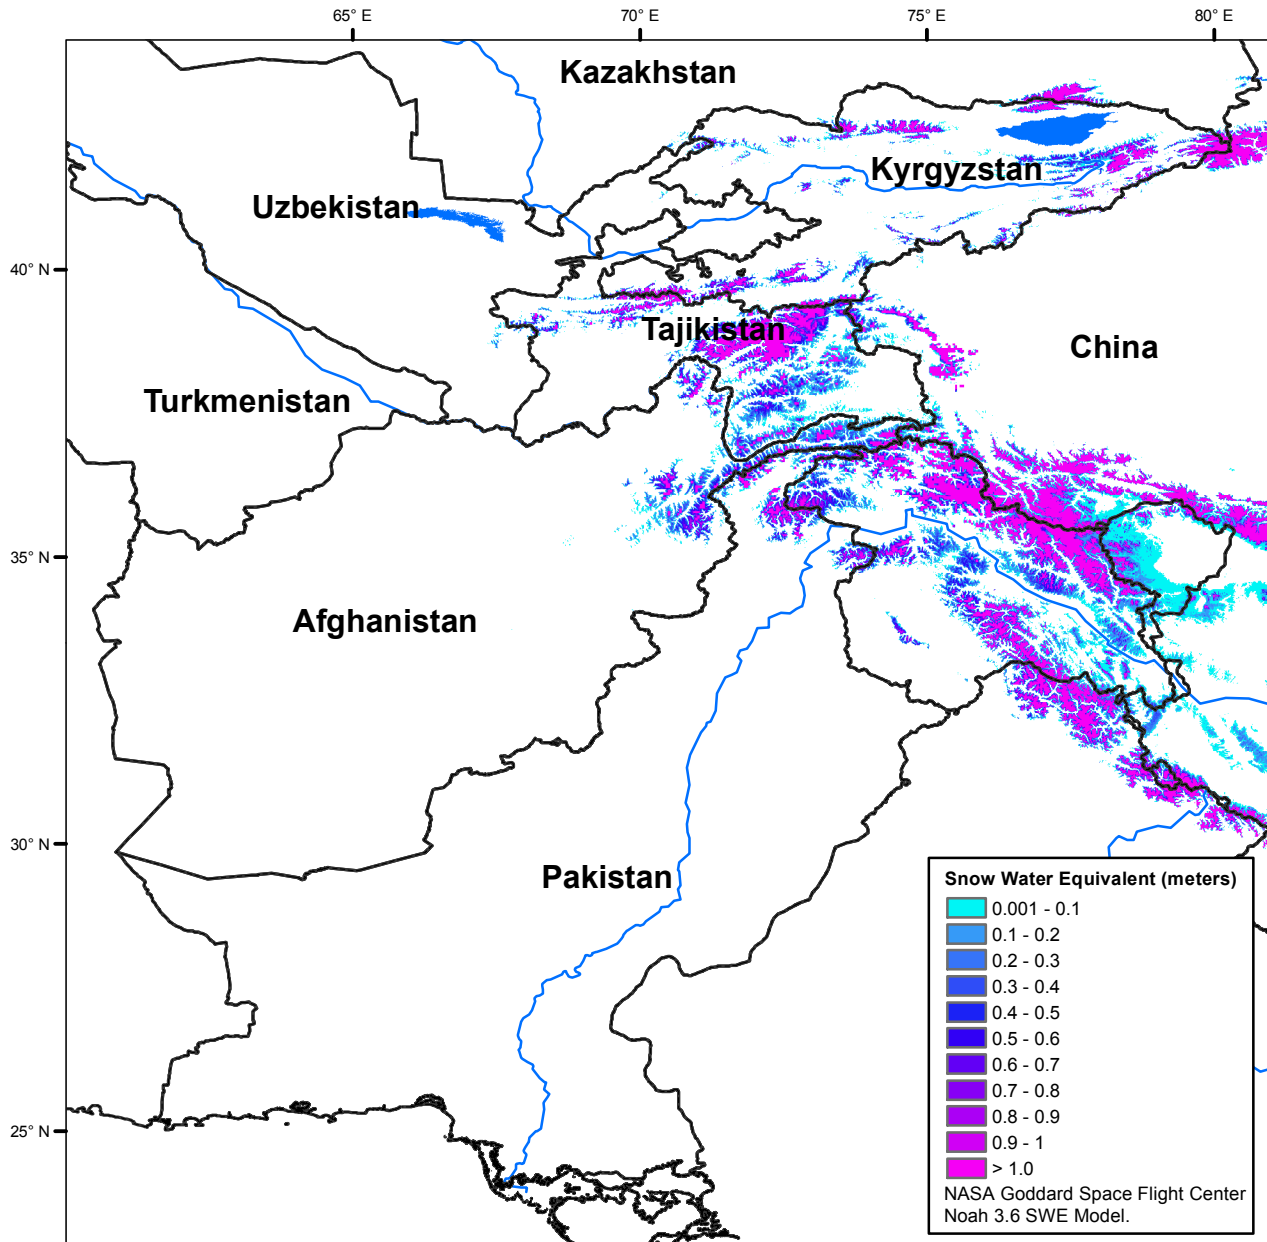 65° E 70° E 75° E 80° E
Kazakhstan
Kyrgyzstan
Uzbekistan
40° N
Tajikistan
China
Turkmenistan
35° N
Afghanistan
30° N
Pakistan
25° N
Snow Water Equivalent (meters)
0.001 - 0.1
0.1 - 0.2
0.2 - 0.3
0.3 - 0.4
0.4 - 0.5
0.5 - 0.6
0.6 - 0.7
0.7 - 0.8
0.8 - 0.9
0.9 - 1
> 1.0
NASA Goddard Space Flight Center
Noah 3.6 SWE Model.